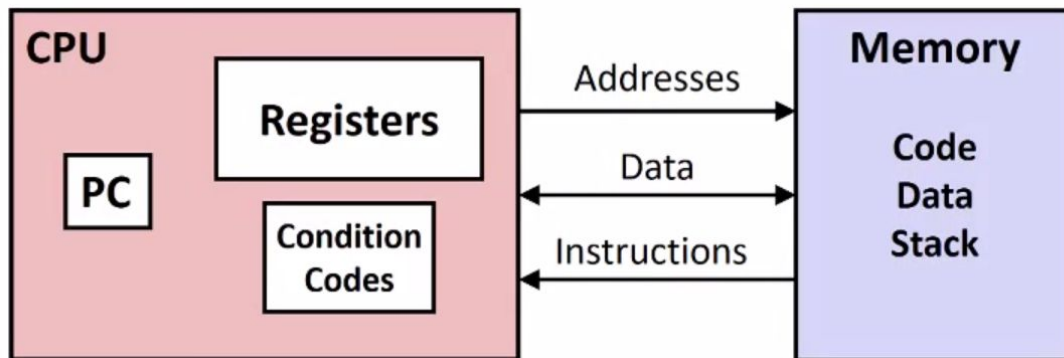 CPU
Registers
PC
Condition
Codes
Addresses
Data
Instructions
Memory
Code
Data
Stack